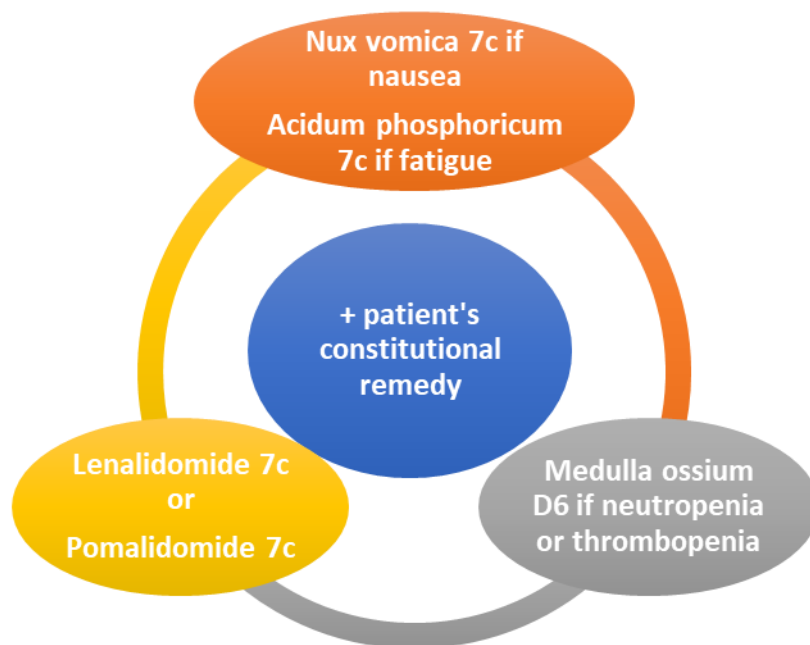 Nux vomica 7c if
nausea
Acidum phosphoricum
7c if fatigue
+ patient's
constitutional
remedy
Lenalidomide 7c
or
Pomalidomide 7c
Medulla ossium
D6 if neutropenia
or thrombopenia